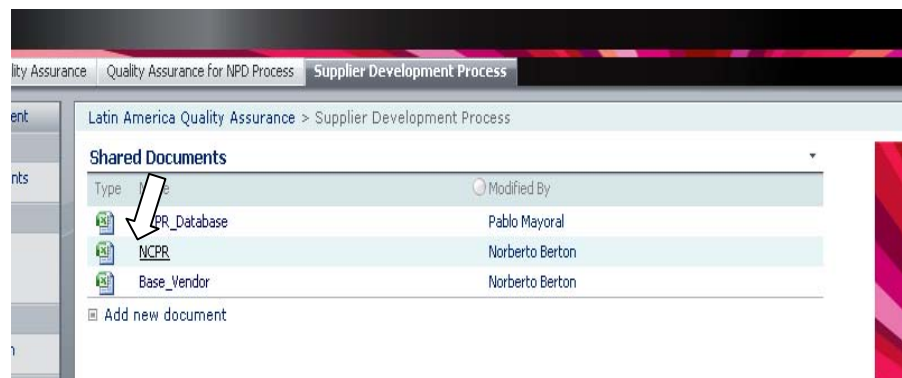 lity Assurance Quality Assurance for NPD Process Supplier Development Process
ent
Latin America Quality Assurance > Supplier Development Process
Shared Documents
nts
Type Modified By
PR_Database Pablo Mayoral
NCPR Norberto Berton
Base_Vendor Norberto Berton
Add new document